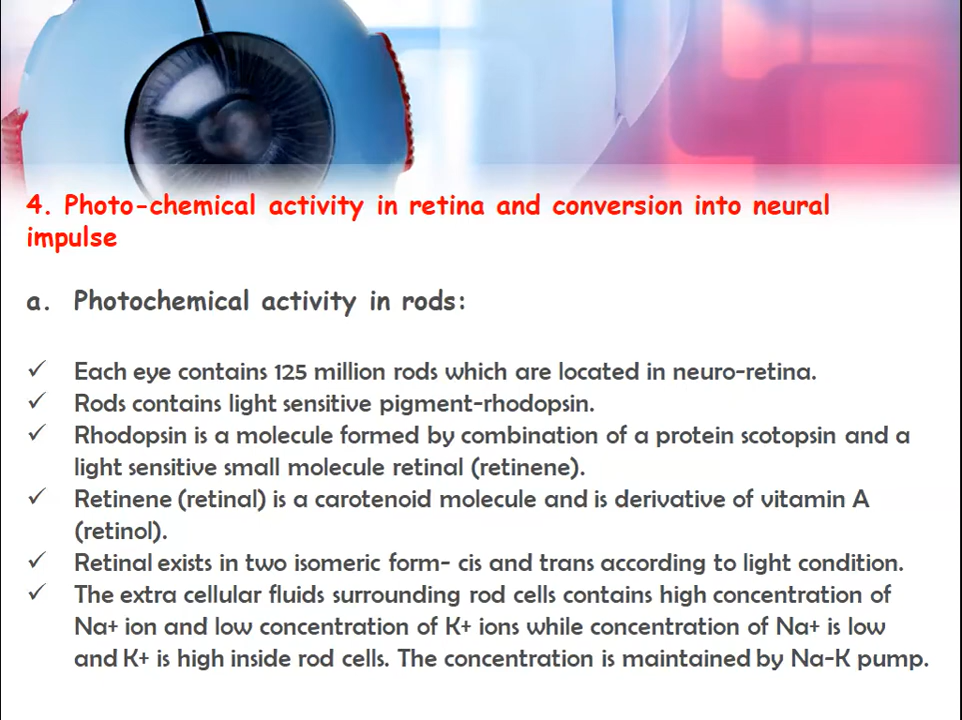 4. Photo-chemical activity in retina and conversion into neural
impulse
a. Photochemical activity in rods:
✓ Each eye contains 125 million rods which are located in neuro-retina.
✓ Rods contains light sensitive pigment-rhodopsin.
✓ Rhodopsin is a molecule formed by combination of a protein scotopsin and a
light sensitive small molecule retinal (retinene).
✓ Retinene (retinal) is a carotenoid molecule and is derivative of vitamin A
(retinol).
✓ Retinal exists in two isomeric form- cis and trans according to light condition.
✓ The extra cellular fluids surrounding rod cells contains high concentration of
Na+ ion and low concentration of K+ ions while concentration of Na+ is low
and K+ is high inside rod cells. The concentration is maintained by Na-K pump.